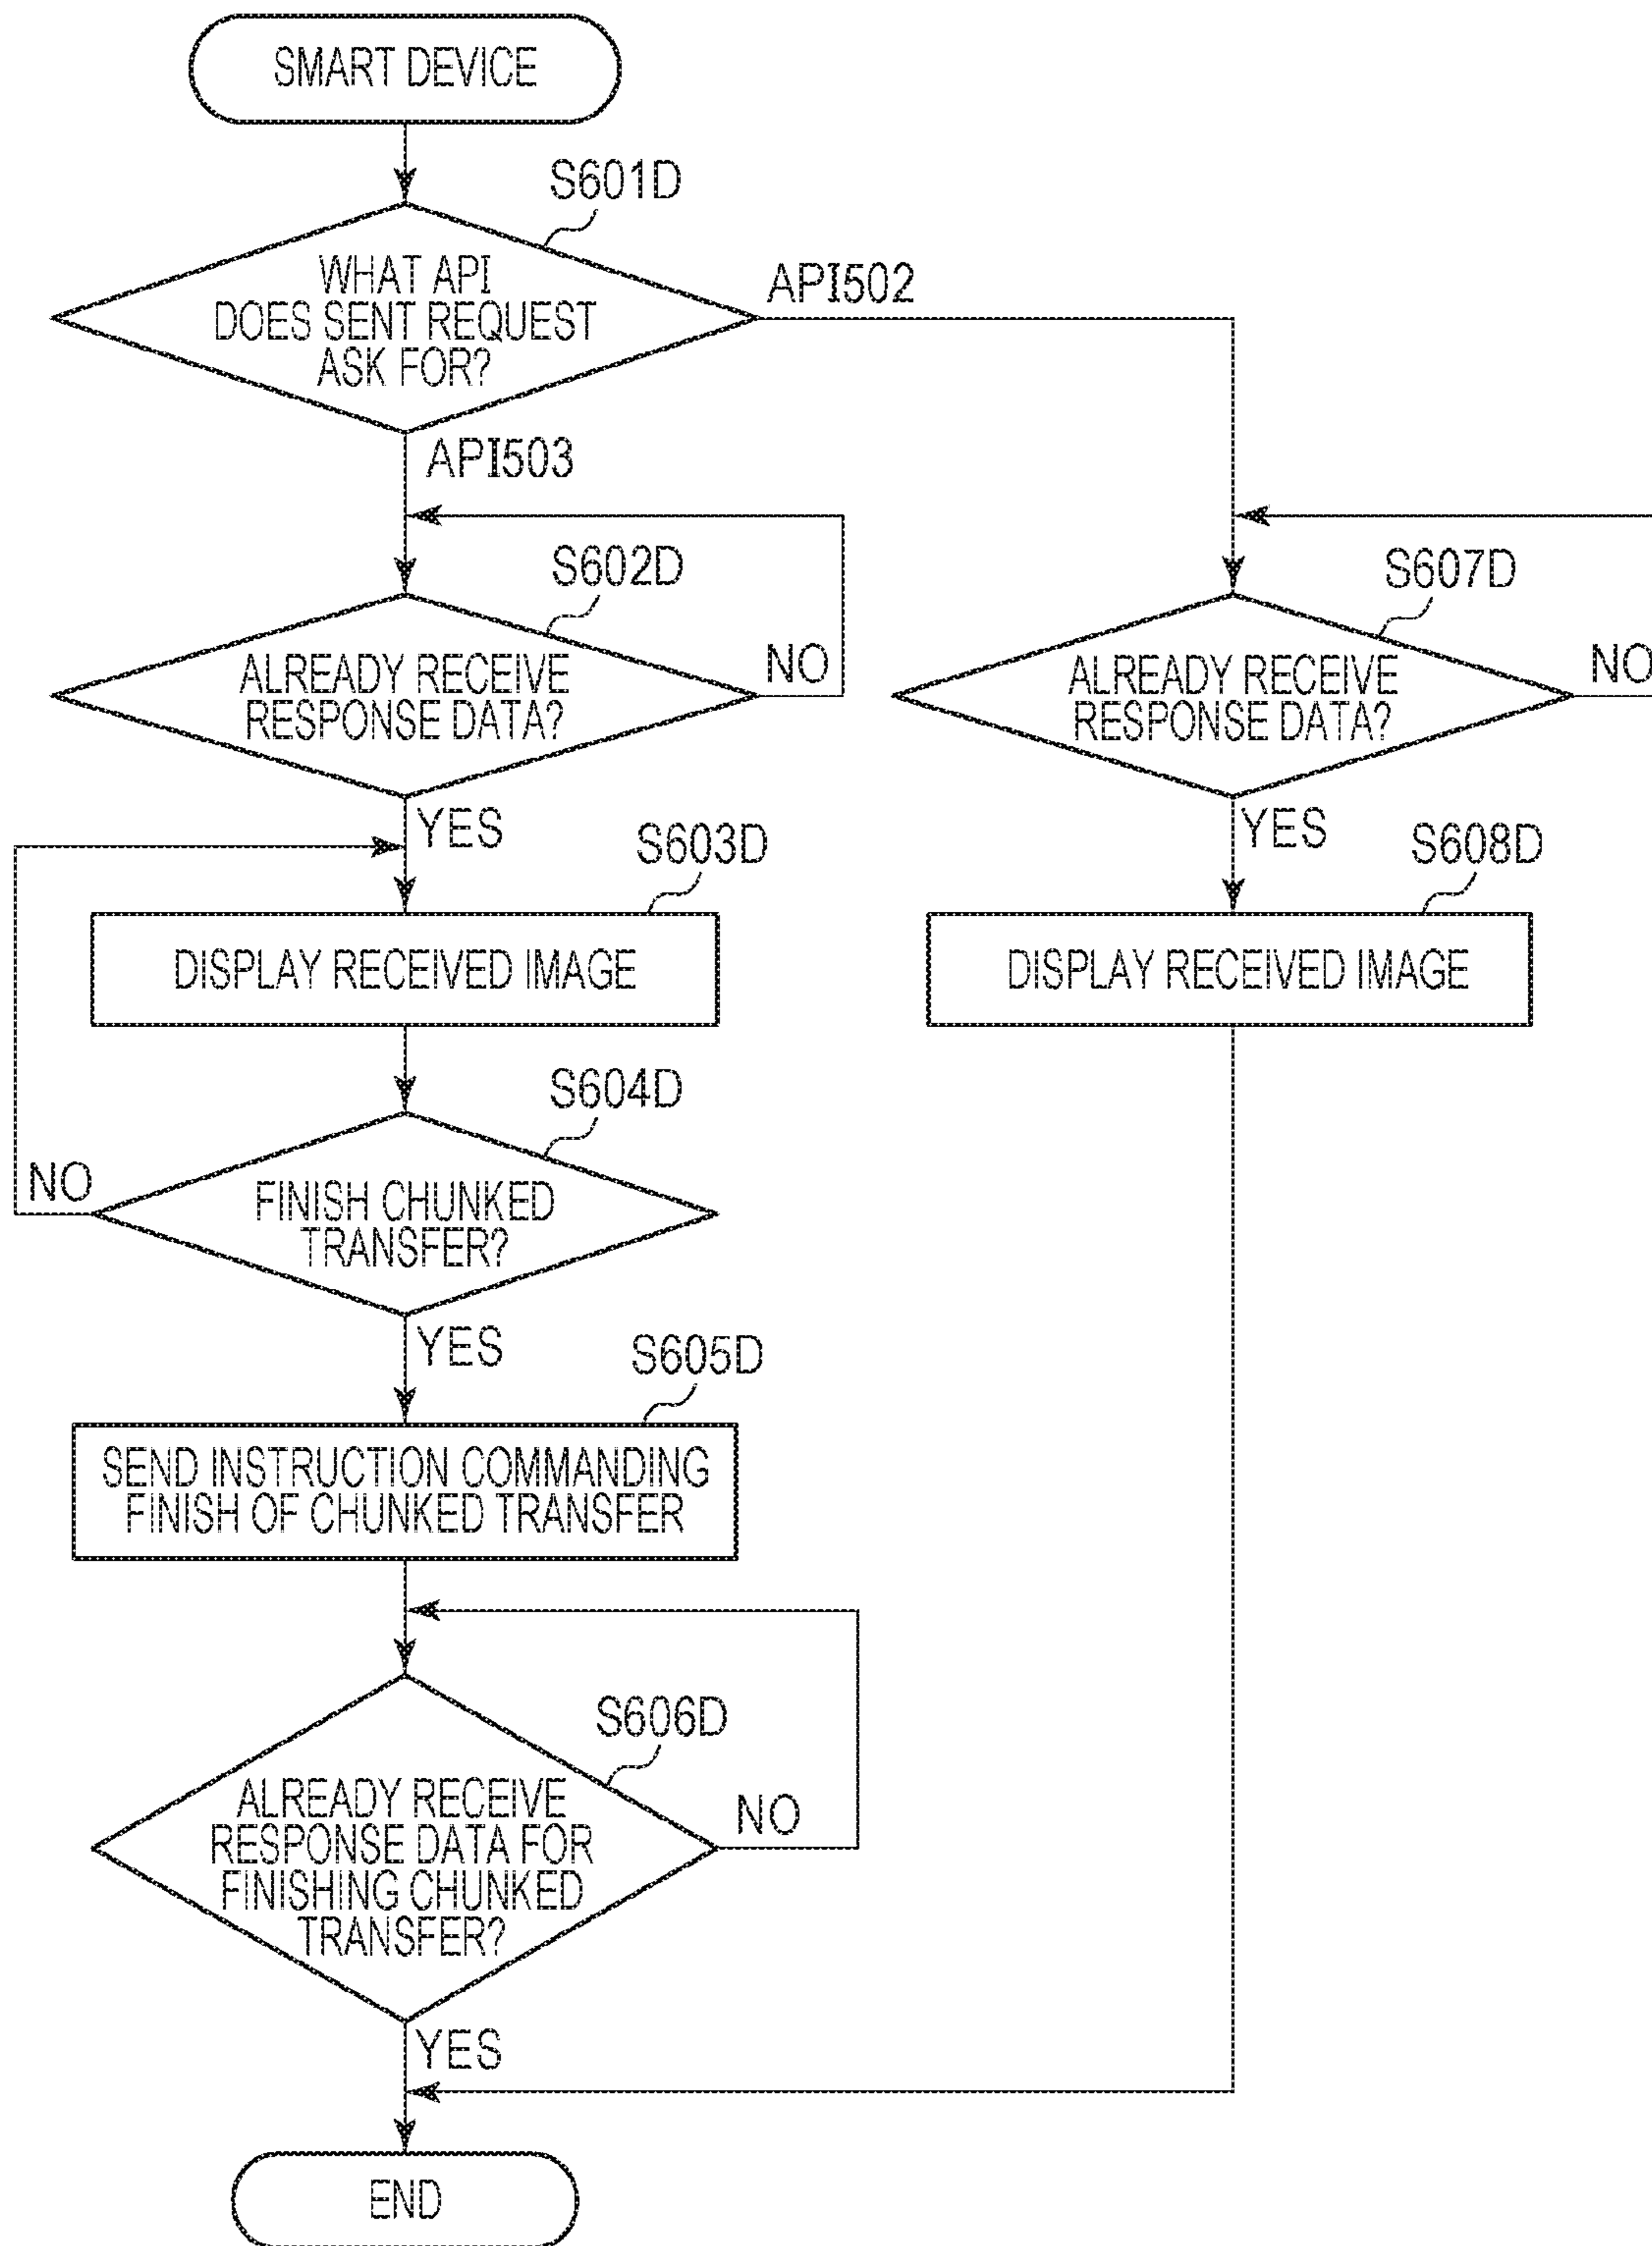 SMART DEVICE
S601D
WHAT API
DOES SENT REQUEST
ASK FOR?
API502
API503
S602D
ALREADY RECEIVE
RESPONSE DATA?
NO
YES
S607D
ALREADY RECEIVE
RESPONSE DATA?
NO
YES
S603D
DISPLAY RECEIVED IMAGE
S608D
DISPLAY RECEIVED IMAGE
S604D
FINISH CHUNKED
TRANSFER?
NO
YES
S605D
SEND INSTRUCTION COMMANDING
FINISH OF CHUNKED TRANSFER
S606D
ALREADY RECEIVE
RESPONSE DATA FOR
FINISHING CHUNKED
TRANSFER?
NO
YES
END